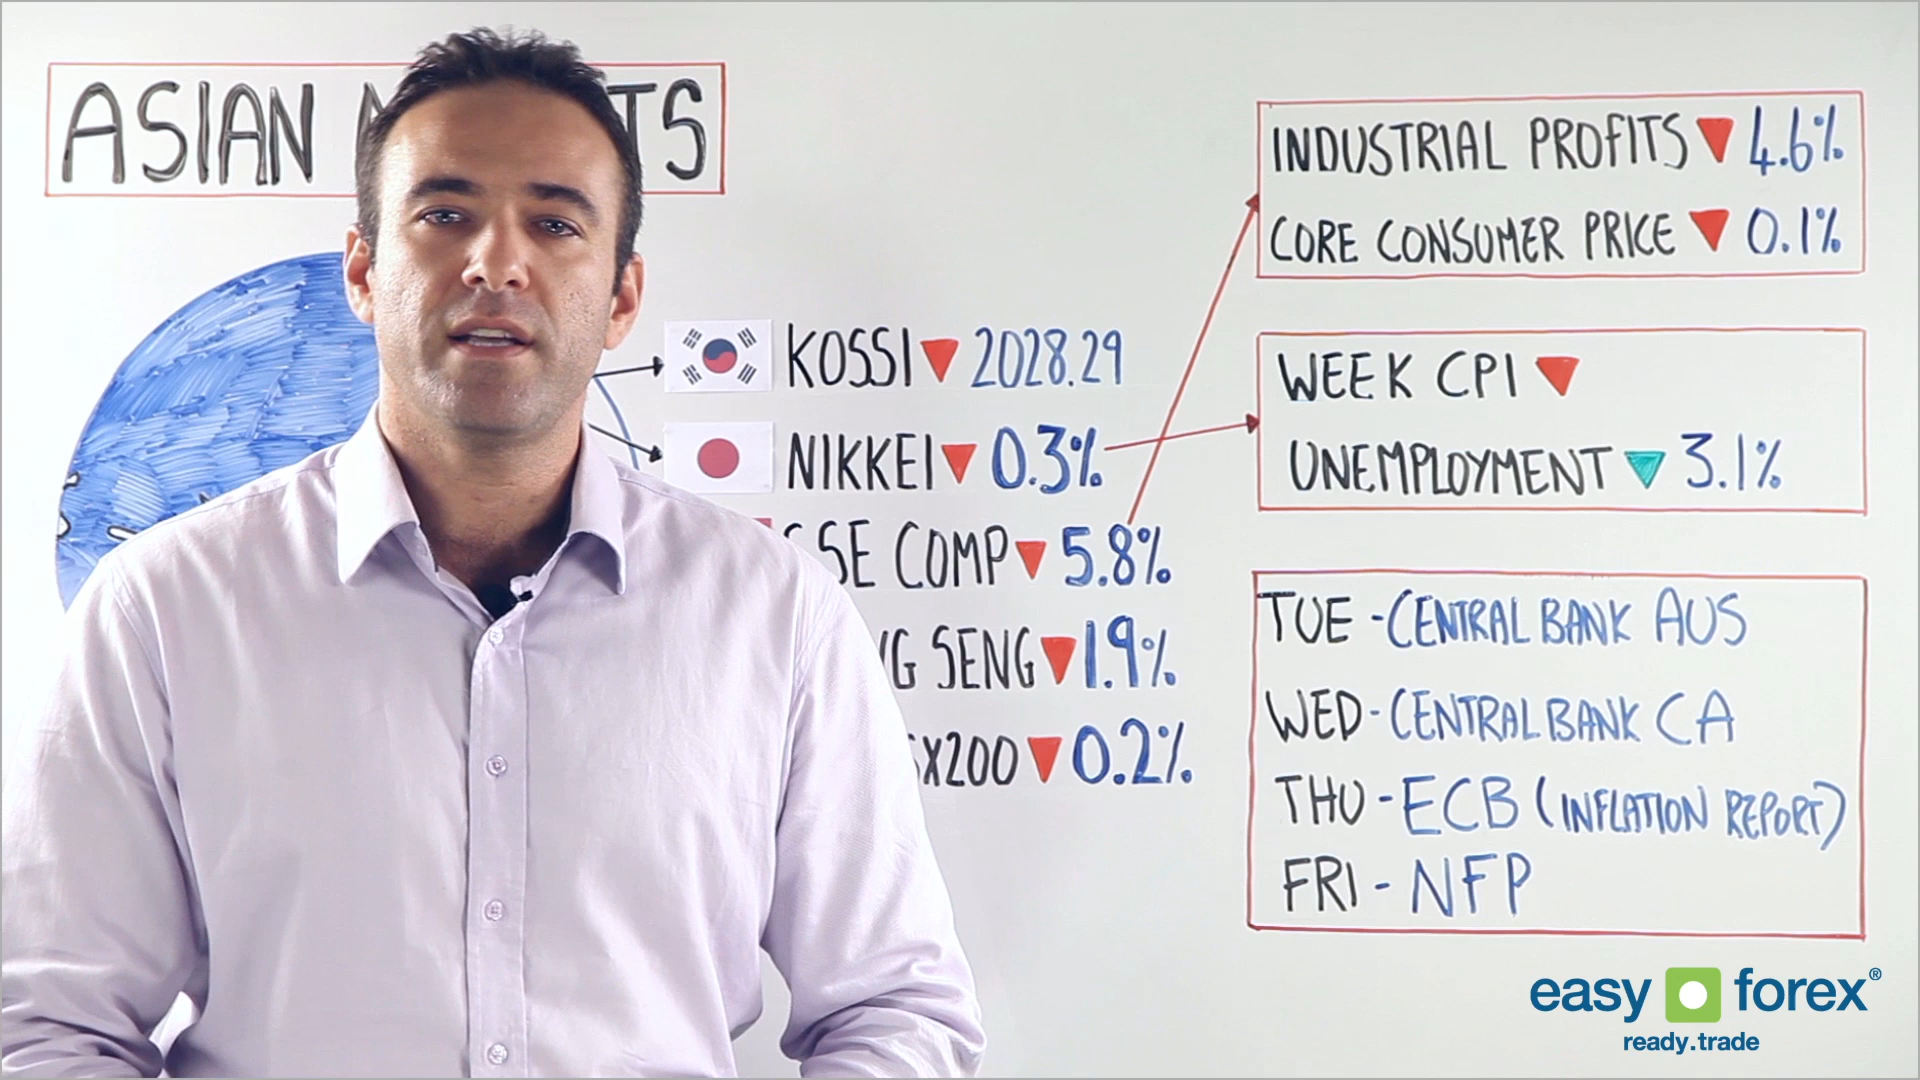 ASIAN
INDUSTRIAL PROFITS ▼ 4.6%
CORE CONSUMER PRICE ▼ 0.1%
KOSSI ▼ 2028.29
NIKKEI ▼ 0.3%
SSE COMP ▼ 5.8%
SENG ▼ 1.9%
X200 ▼ 0.2%
WEEK CPI ▼
UNEMPLOYMENT ▼ 3.1%
TUE - CENTRAL BANK AUS
WED - CENTRAL BANK CA
THU - ECB (INFLATION REPORT)
FRI - NFP
easy forex®
ready.trade